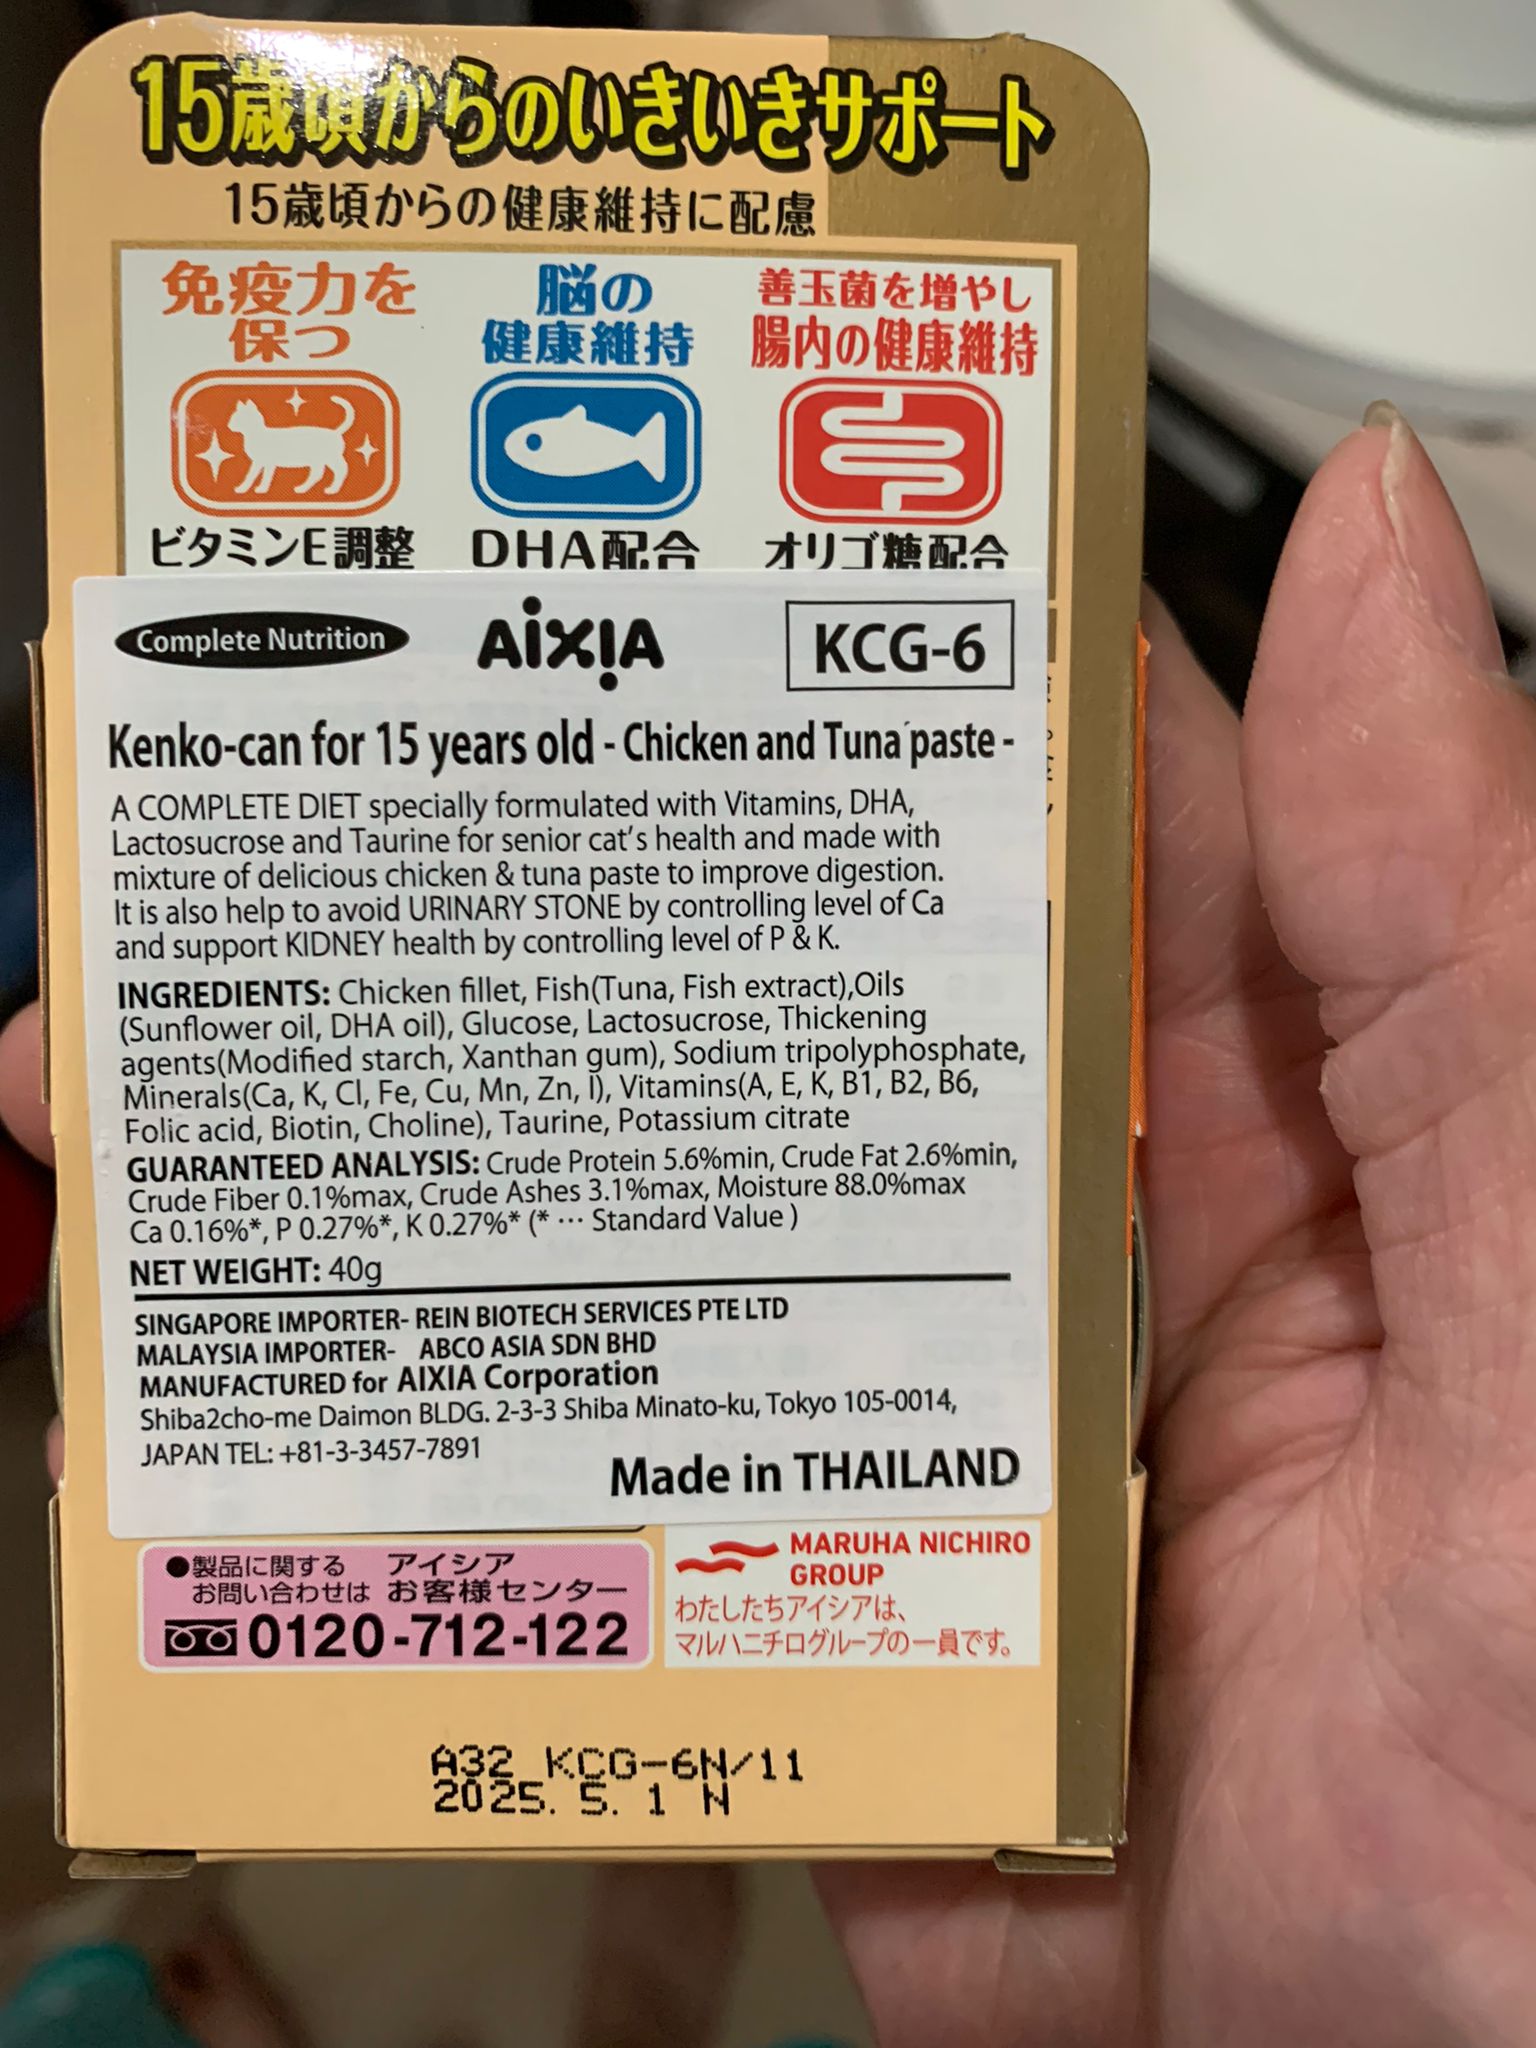 15歳頃からのいきいきサポート
15歳頃からの健康維持に配慮
免疫力を
保つ
脳の
健康維持
善玉菌を増やし
腸内の健康維持
ビタミンE調整
DHA配合
オリゴ糖配合
Complete Nutrition
AIXIA
KCG-6
Kenko-can for 15 years old - Chicken and Tuna paste -
A COMPLETE DIET specially formulated with Vitamins, DHA,
Lactosucrose and Taurine for senior cat's health and made with
mixture of delicious chicken & tuna paste to improve digestion.
It is also help to avoid URINARY STONE by controlling level of Ca
and support KIDNEY health by controlling level of P & K.
INGREDIENTS: Chicken fillet, Fish(Tuna, Fish extract),Oils
(Sunflower oil, DHA oil), Glucose, Lactosucrose, Thickening
agents(Modified starch, Xanthan gum), Sodium tripolyphosphate,
Minerals(Ca, K, Cl, Fe, Cu, Mn, Zn, I), Vitamins(A, E, K, B1, B2, B6,
Folic acid, Biotin, Choline), Taurine, Potassium citrate
GUARANTEED ANALYSIS: Crude Protein 5.6%min, Crude Fat 2.6%min,
Crude Fiber 0.1%max, Crude Ashes 3.1%max, Moisture 88.0%max
Ca 0.16%*, P 0.27%*, K 0.27%* (* ··· Standard Value )
NET WEIGHT: 40g
SINGAPORE IMPORTER- REIN BIOTECH SERVICES PTE LTD
MALAYSIA IMPORTER- ABCO ASIA SDN BHD
MANUFACTURED for AIXIA Corporation
Shiba2cho-me Daimon BLDG. 2-3-3 Shiba Minato-ku, Tokyo 105-0014,
JAPAN TEL: +81-3-3457-7891
Made in THAILAND
●製品に関する
お問い合わせは
アイシア
お客様センター
0120-712-122
MARUHA NICHIRO
GROUP
わたしたちアイシアは、
マルハニチログループの一員です。
A32 KCG-6N/11
2025. 5. 1 N